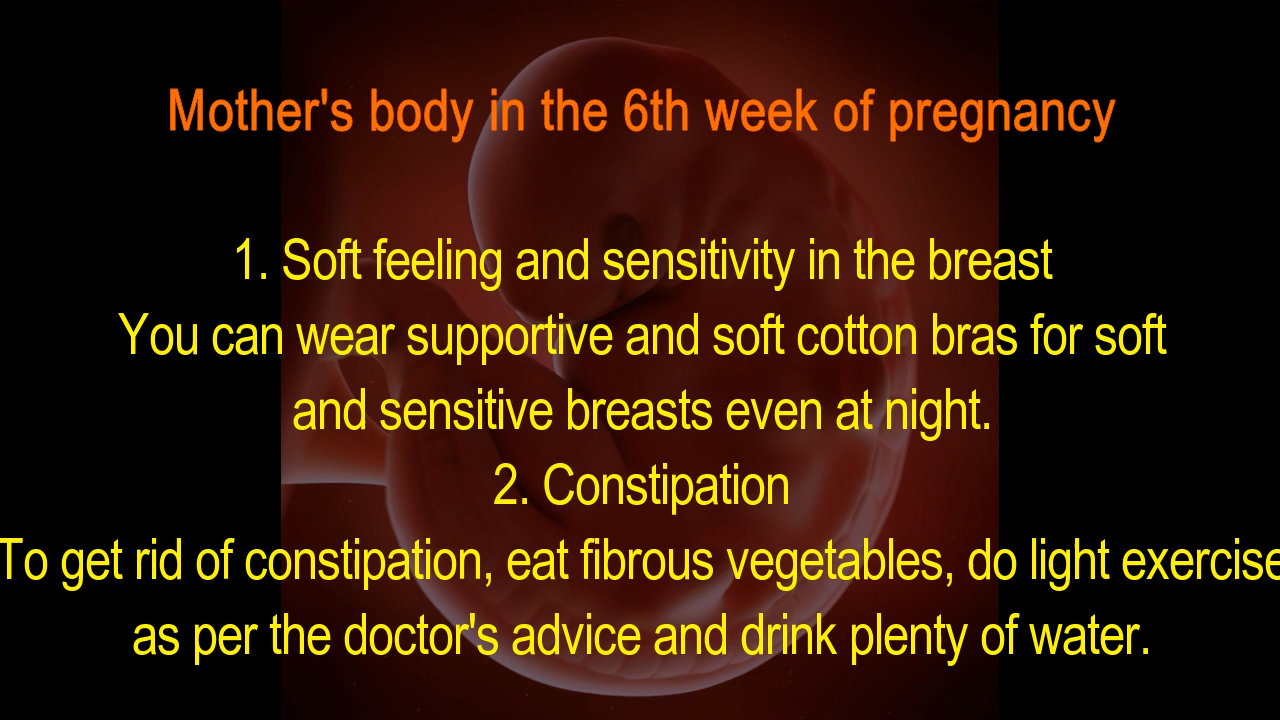 Mother's body in the 6th week of pregnancy
1. Soft feeling and sensitivity in the breast
You can wear supportive and soft cotton bras for soft
and sensitive breasts even at night.
2. Constipation
To get rid of constipation, eat fibrous vegetables, do light exercise
as per the doctor's advice and drink plenty of water.